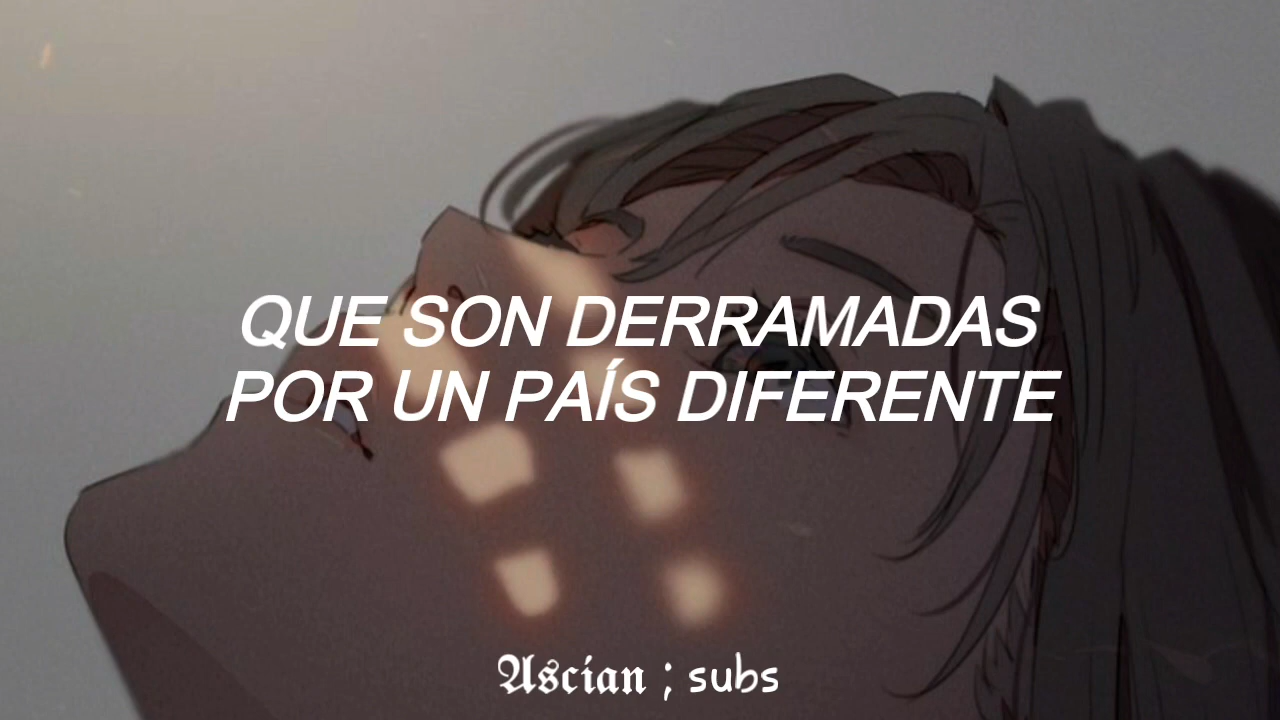 QUE SON DERRAMADAS
POR UN PAÍS DIFERENTE
Ascian ; subs